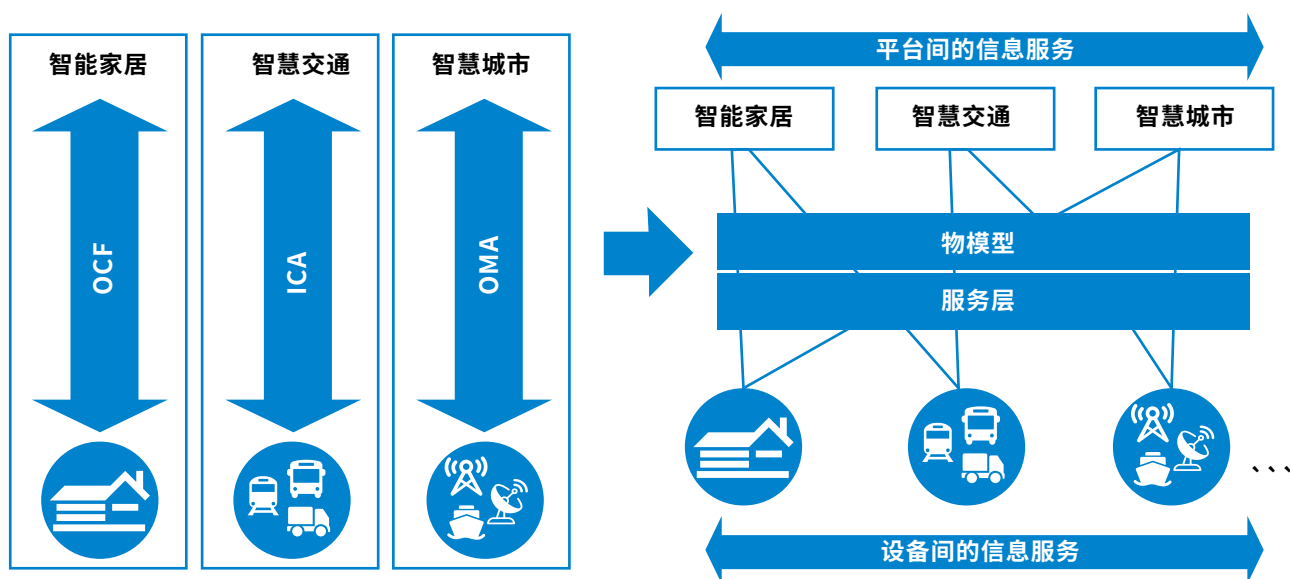 智能家居
智慧交通
智慧城市
OCF
ICA
OMA
平台间的信息服务
智能家居
智慧交通
智慧城市
物模型
服务层
、、、
设备间的信息服务